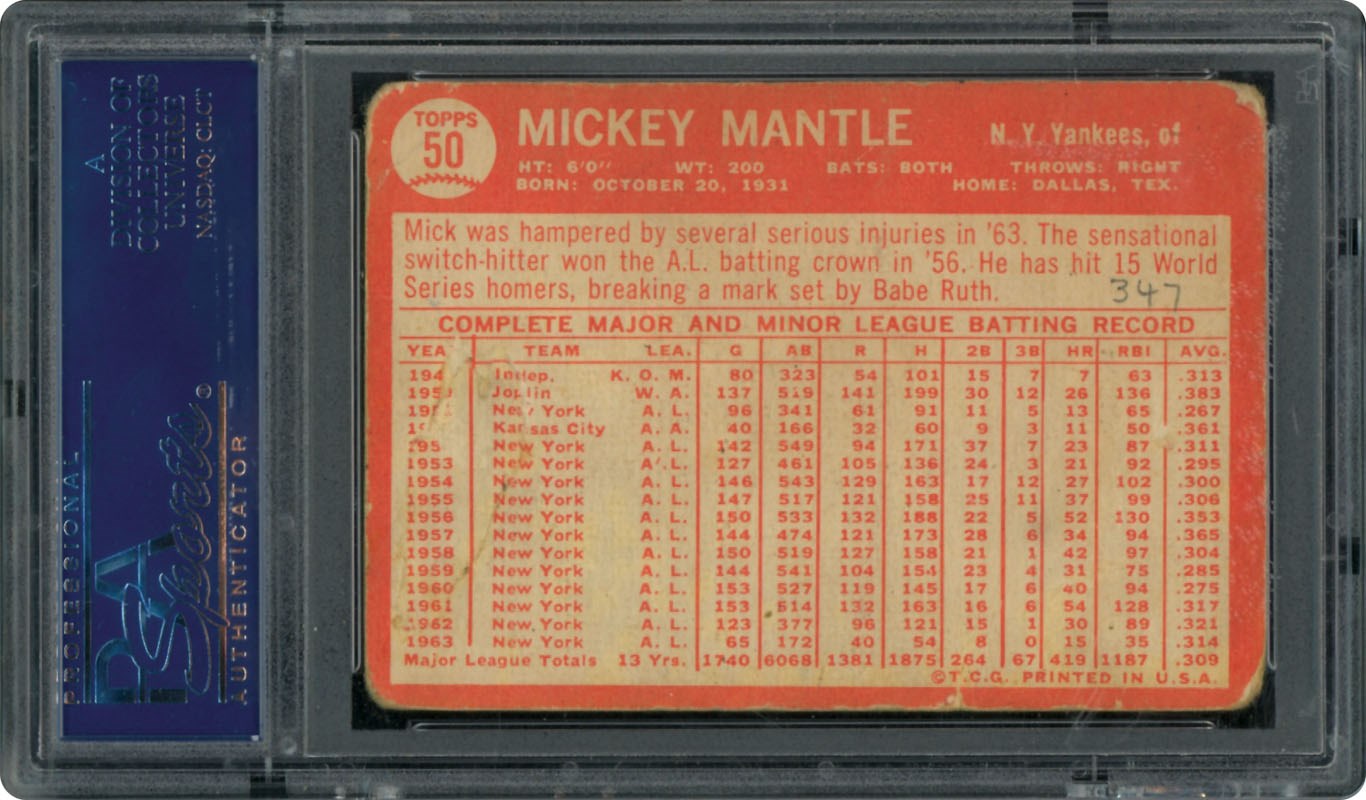 A
DIVISION OF
COLLECTORS
UNIVERSE
NASDAQ: CLCT
PROFESSIONAL
PSA
Sports ®
AUTHENTICATOR
TOPPS
50
MICKEY MANTLE
N. Y. Yankees, of
HT: 6'0" WT: 200 BATS: BOTH THROWS: RIGHT
BORN: OCTOBER 20, 1931 HOME: DALLAS, TEX.
Mick was hampered by several serious injuries in '63. The sensational
switch-hitter won the A.L. batting crown in '56. He has hit 15 World
Series homers, breaking a mark set by Babe Ruth.
347
COMPLETE MAJOR AND MINOR LEAGUE BATTING RECORD
YEA TEAM LEA. G AB R H 2B 3B HR RBI AVG.
194 Indep. K. O. M. 80 323 54 101 15 7 7 63 .313
195 Joplin W. A. 137 519 141 199 30 12 26 136 .383
19 New York A. L. 96 341 61 91 11 5 13 65 .267
1 Kansas City A. A. 40 166 32 60 9 3 11 50 .361
195 New York A. L. 142 549 94 171 37 7 23 87 .311
1953 New York A. L. 127 461 105 136 24 3 21 92 .295
1954 New York A. L. 146 543 129 163 17 12 27 102 .300
1955 New York A. L. 147 517 121 158 25 11 37 99 .306
1956 New York A. L. 150 533 132 188 22 5 52 130 .353
1957 New York A. L. 144 474 121 173 28 6 34 94 .365
1958 New York A. L. 150 519 127 158 21 1 42 97 .304
1959 New York A. L. 144 541 104 154 23 4 31 75 .285
1960 New York A. L. 153 527 119 145 17 6 40 94 .275
1961 New York A. L. 153 514 132 163 16 6 54 128 .317
1962 New York A. L. 123 377 96 121 15 1 30 89 .321
1963 New York A. L. 65 172 40 54 8 0 15 35 .314
Major League Totals 13 Yrs. 1740 6068 1381 1875 264 67 419 1187 .309
©T.C.G. PRINTED IN U.S.A.